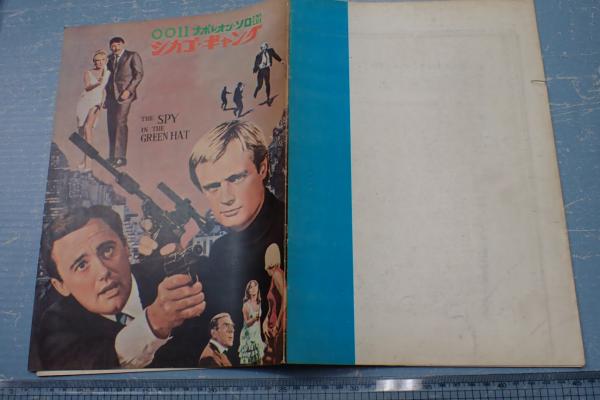 0011ナポレオン・ソロ
シカゴ・ギャング
THE SPY
IN THE
GREEN HAT